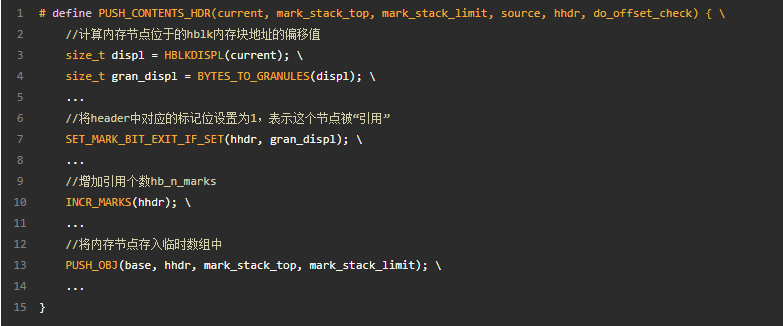 1 # define PUSH_CONTENTS_HDR(current, mark_stack_top, mark_stack_limit, source, hhdr, do_offset_check) { \
2 //计算内存节点位于的hblk内存块地址的偏移值
3 size_t displ = HBLKDISPL(current); \
4 size_t gran_displ = BYTES_TO_GRANULES(displ); \
5 ...
6 //将header中对应的标记位设置为1，表示这个节点被“引用”
7 SET_MARK_BIT_EXIT_IF_SET(hhdr, gran_displ); \
8 ...
9 //增加引用个数hb_n_marks
10 INCR_MARKS(hhdr); \
11 ...
12 //将内存节点存入临时数组中
13 PUSH_OBJ(base, hhdr, mark_stack_top, mark_stack_limit); \
14 ...
15 }